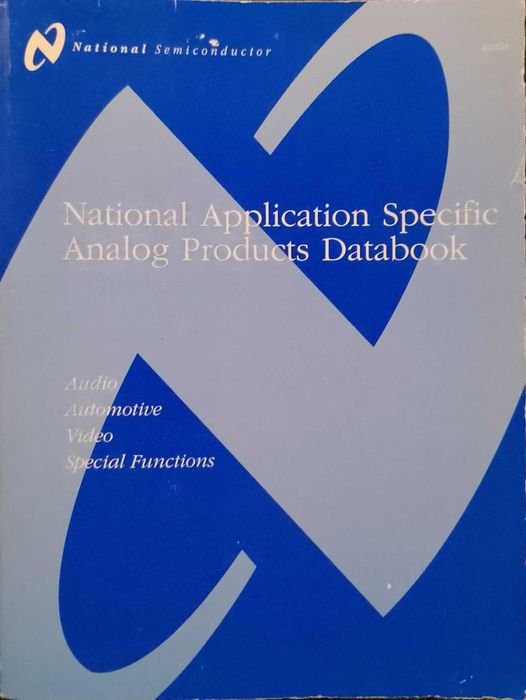 National Semiconductor
National Application Specific
Analog Products Databook
Audio
Automotive
Video
Special Functions